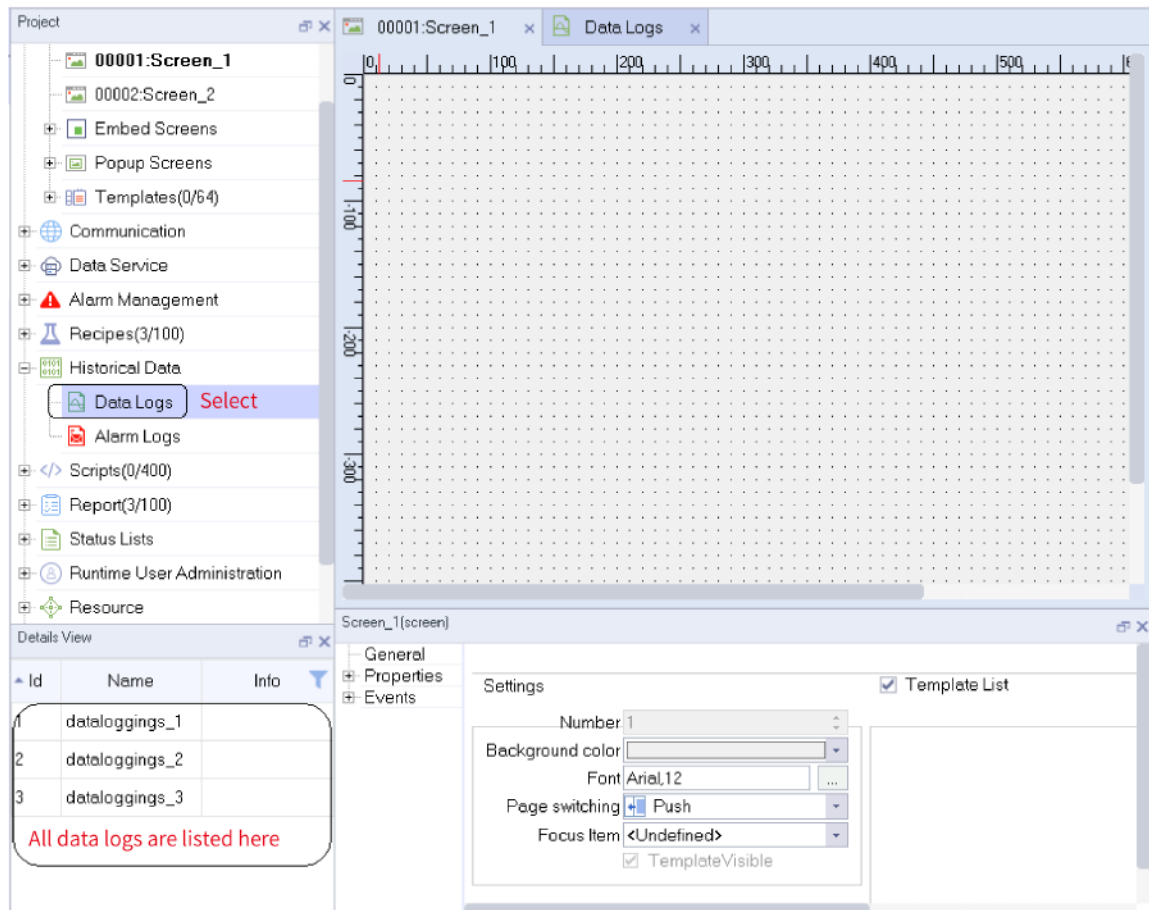 Project
00001:Screen_1
00002:Screen_2
Embed Screens
Popup Screens
Templates(0/64)
Communication
Data Service
Alarm Management
Recipes(3/100)
Historical Data
Data Logs Select
Alarm Logs
Scripts(0/400)
Report(3/100)
Status Lists
Runtime User Administration
Resource
Details View
Id Name Info
1 dataloggings_1
2 dataloggings_2
3 dataloggings_3
All data logs are listed here
00001:Screen_1 Data Logs
0 100 200 300 400 500
0
-100
-200
-300
Screen_1(screen)
General
Properties
Events
Settings
Template List
Number 1
Background color
Font Arial,12 ...
Page switching Push
Focus Item <Undefined>
TemplateVisible